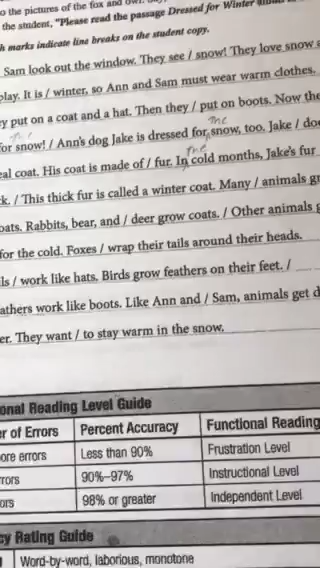 o the pictures of the fox and
the student, "Please read the passage Dressed for Winter
h marks indicate line breaks on the student copy.
Sam look out the window. They see / snow! They love snow
play. It is / winter, so Ann and Sam must wear warm clothes.
ey put on a coat and a hat. Then they / put on boots. Now the
the
for snow! / Ann's dog Jake is dressed for snow, too. Jake / do
the
eal coat. His coat is made of / fur. In cold months, Jake's fur
k. / This thick fur is called a winter coat. Many / animals g
oats. Rabbits, bear, and / deer grow coats. / Other animals
for the cold. Foxes / wrap their tails around their heads.
ls / work like hats. Birds grow feathers on their feet. /
athers work like boots. Like Ann and / Sam, animals get d
er. They want / to stay warm in the snow.
onal Reading Level Guide
er of Errors Percent Accuracy Functional Reading
ore errors Less than 90% Frustration Level
rrors 90%–97% Instructional Level
ors 98% or greater Independent Level
cy Rating Guide
Word-by-word, laborious, monotone